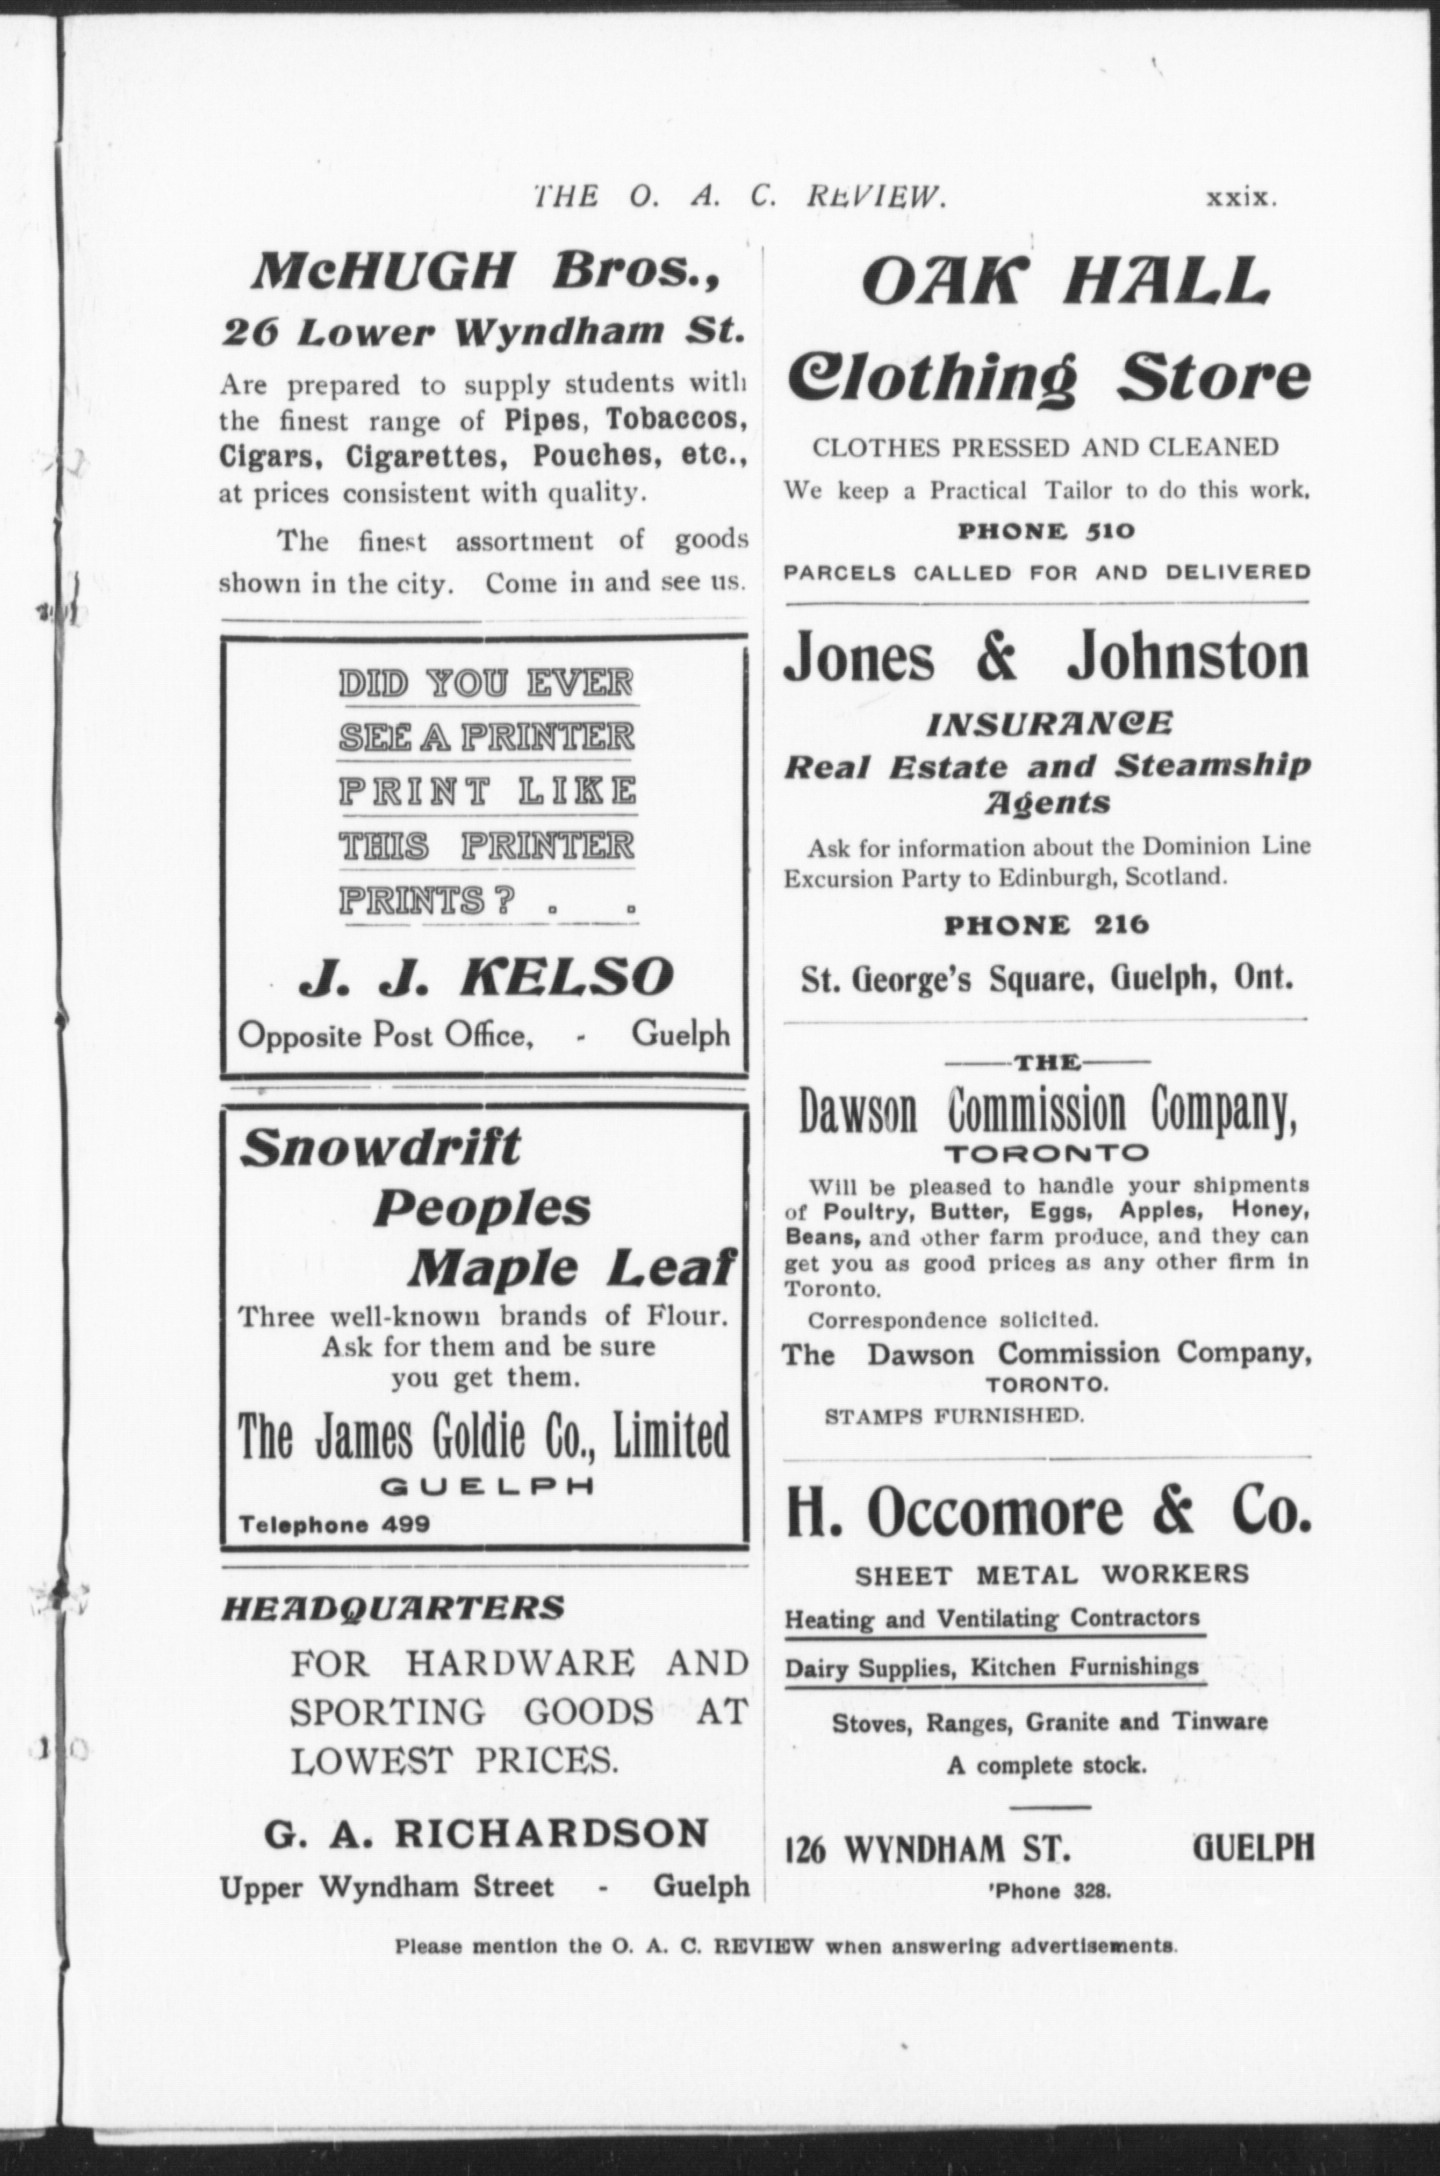 THE O. A. C. REVIEW. xxix.
McHUGH Bros.,
26 Lower Wyndham St.
Are prepared to supply students with
the finest range of Pipes, Tobaccos,
Cigars, Cigarettes, Pouches, etc.,
at prices consistent with quality.
The finest assortment of goods
shown in the city. Come in and see us.
DID YOU EVER
SEE A PRINTER
PRINT LIKE
THIS PRINTER
PRINTS? . .
J. J. KELSO
Opposite Post Office, - Guelph
Snowdrift
Peoples
Maple Leaf
Three well-known brands of Flour.
Ask for them and be sure
you get them.
The James Goldie Co., Limited
GUELPH
Telephone 499
HEADQUARTERS
FOR HARDWARE AND
SPORTING GOODS AT
LOWEST PRICES.
G. A. RICHARDSON
Upper Wyndham Street - Guelph
OAK HALL
Clothing Store
CLOTHES PRESSED AND CLEANED
We keep a Practical Tailor to do this work.
PHONE 510
PARCELS CALLED FOR AND DELIVERED
Jones & Johnston
INSURANCE
Real Estate and Steamship
Agents
Ask for information about the Dominion Line
Excursion Party to Edinburgh, Scotland.
PHONE 216
St. George's Square, Guelph, Ont.
THE
Dawson Commission Company,
TORONTO
Will be pleased to handle your shipments
of Poultry, Butter, Eggs, Apples, Honey,
Beans, and other farm produce, and they can
get you as good prices as any other firm in
Toronto.
Correspondence solicited.
The Dawson Commission Company,
TORONTO.
STAMPS FURNISHED.
H. Occomore & Co.
SHEET METAL WORKERS
Heating and Ventilating Contractors
Dairy Supplies, Kitchen Furnishings
Stoves, Ranges, Granite and Tinware
A complete stock.
126 WYNDHAM ST. GUELPH
'Phone 328.
Please mention the O. A. C. REVIEW when answering advertisements.